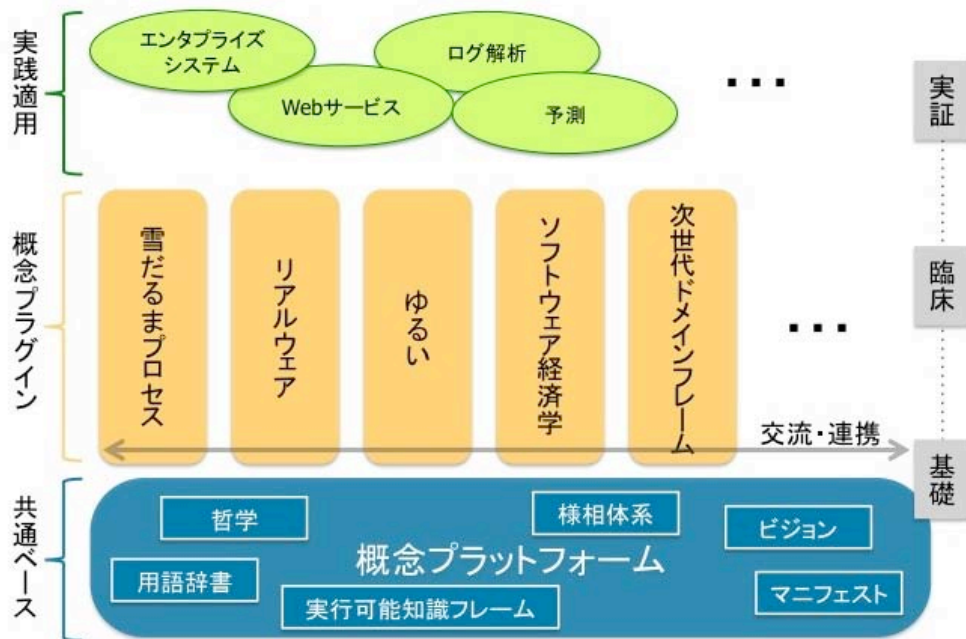 実践適用
エンタプライズ
システム
ログ解析
Webサービス
予測
...
実証
概念プラグイン
雪だるまプロセス
リアルウェア
ゆるい
ソフトウェア経済学
次世代ドメインフレーム
...
臨床
交流・連携
基礎
共通ベース
哲学
様相体系
ビジョン
概念プラットフォーム
用語辞書
実行可能知識フレーム
マニフェスト